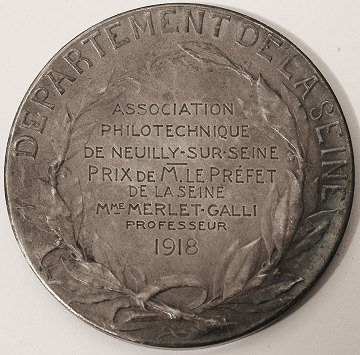 DEPARTEMENT DE LA SEINE
ASSOCIATION
PHILOTECHNIQUE
DE NEUILLY-SUR-SEINE
PRIX DE M. LE PRÉFET
DE LA SEINE
MME MERLET-GALLI
PROFESSEUR
1918